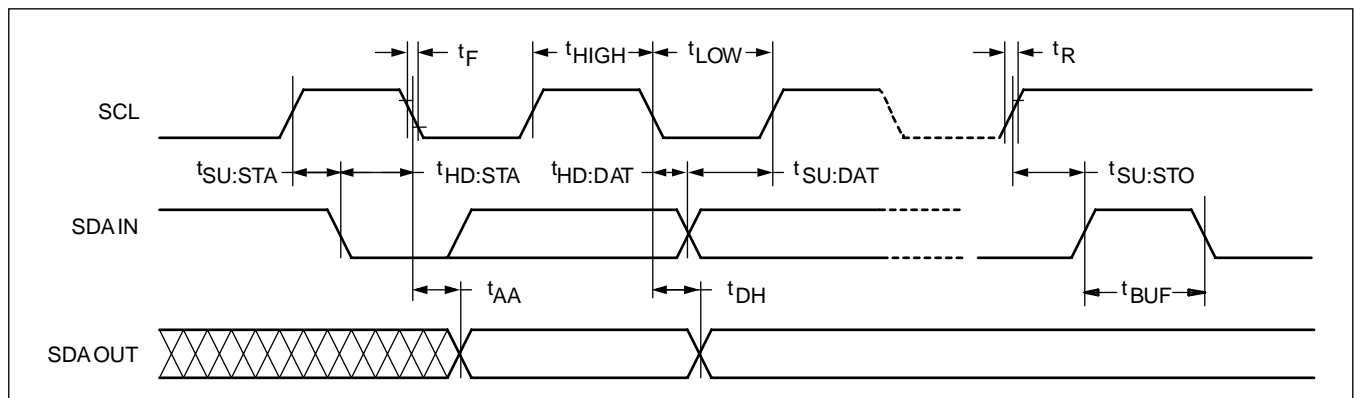 tF
tHIGH
tLOW
tR
SCL
tSU:STA
tHD:STA
tHD:DAT
tSU:DAT
tSU:STO
SDA IN
tAA
tDH
tBUF
SDA OUT